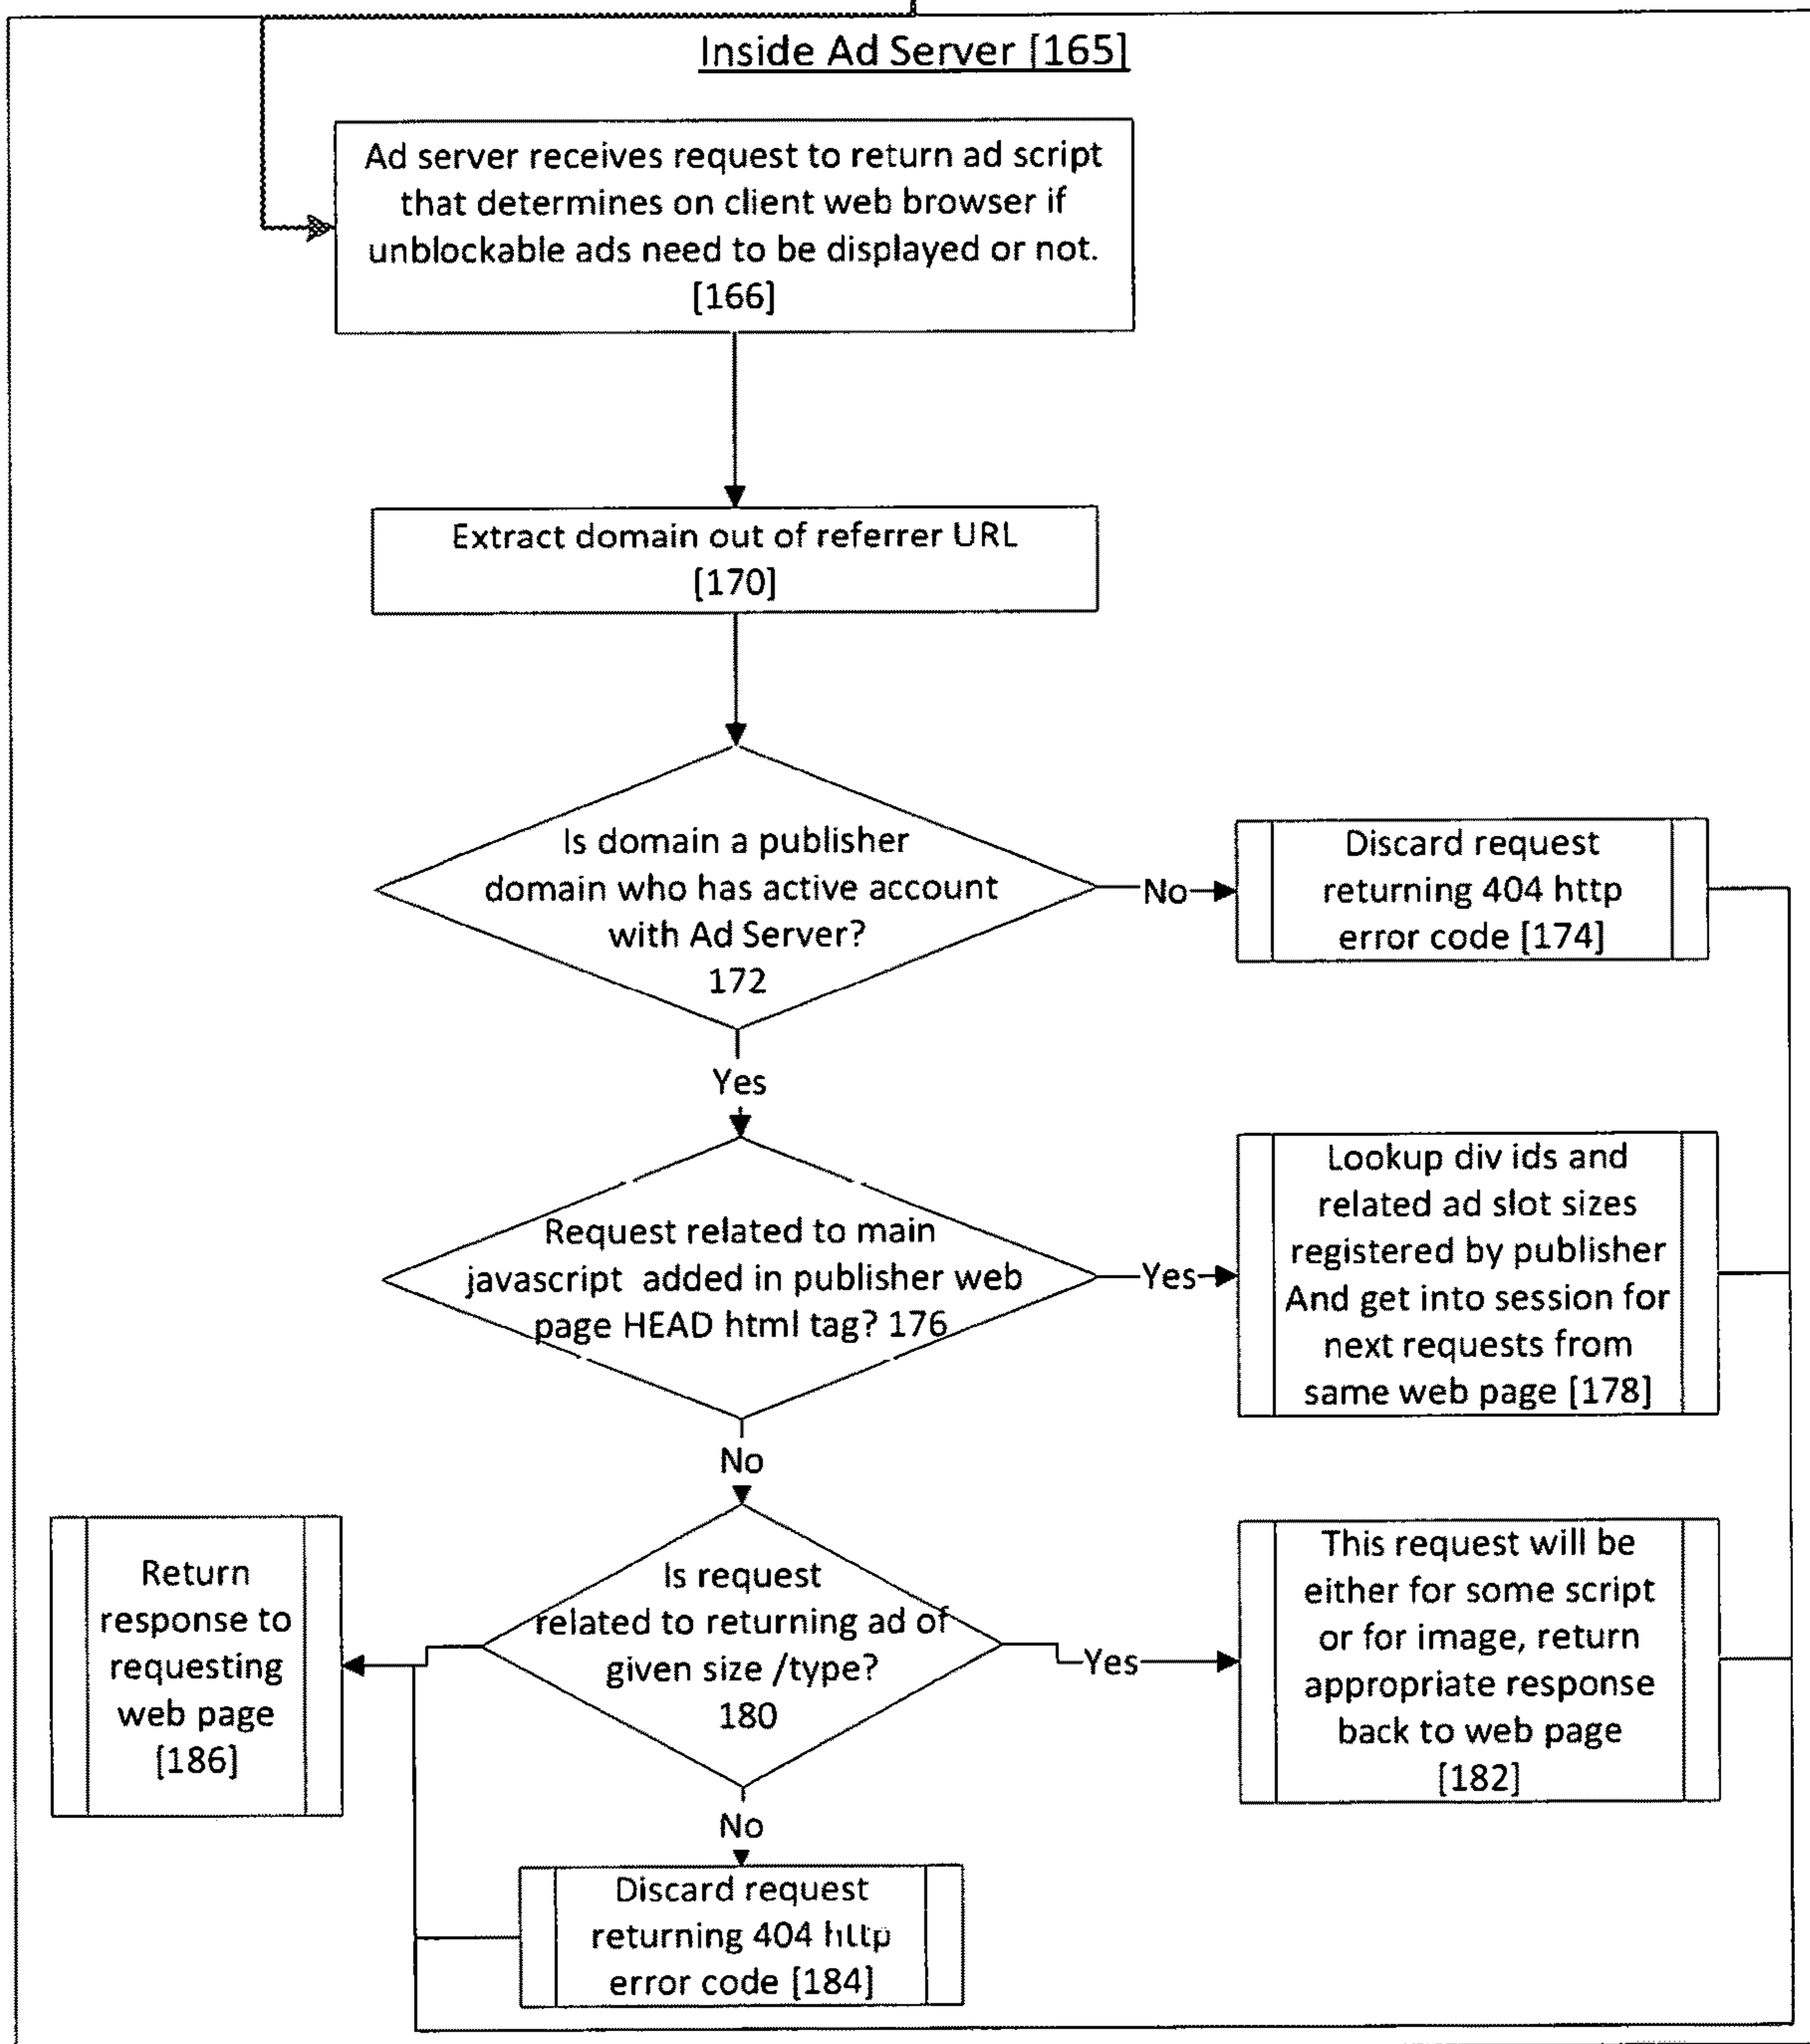 Inside Ad Server [165]
Ad server receives request to return ad script
that determines on client web browser if
unblockable ads need to be displayed or not.
[166]
Extract domain out of referrer URL
[170]
Is domain a publisher
domain who has active account
with Ad Server?
172
No
Discard request
returning 404 http
error code [174]
Yes
Request related to main
javascript added in publisher web
page HEAD html tag? 176
Yes
Lookup div ids and
related ad slot sizes
registered by publisher
And get into session for
next requests from
same web page [178]
No
Return
response to
requesting
web page
[186]
Is request
related to returning ad of
given size /type?
180
Yes
This request will be
either for some script
or for image, return
appropriate response
back to web page
[182]
No
Discard request
returning 404 http
error code [184]